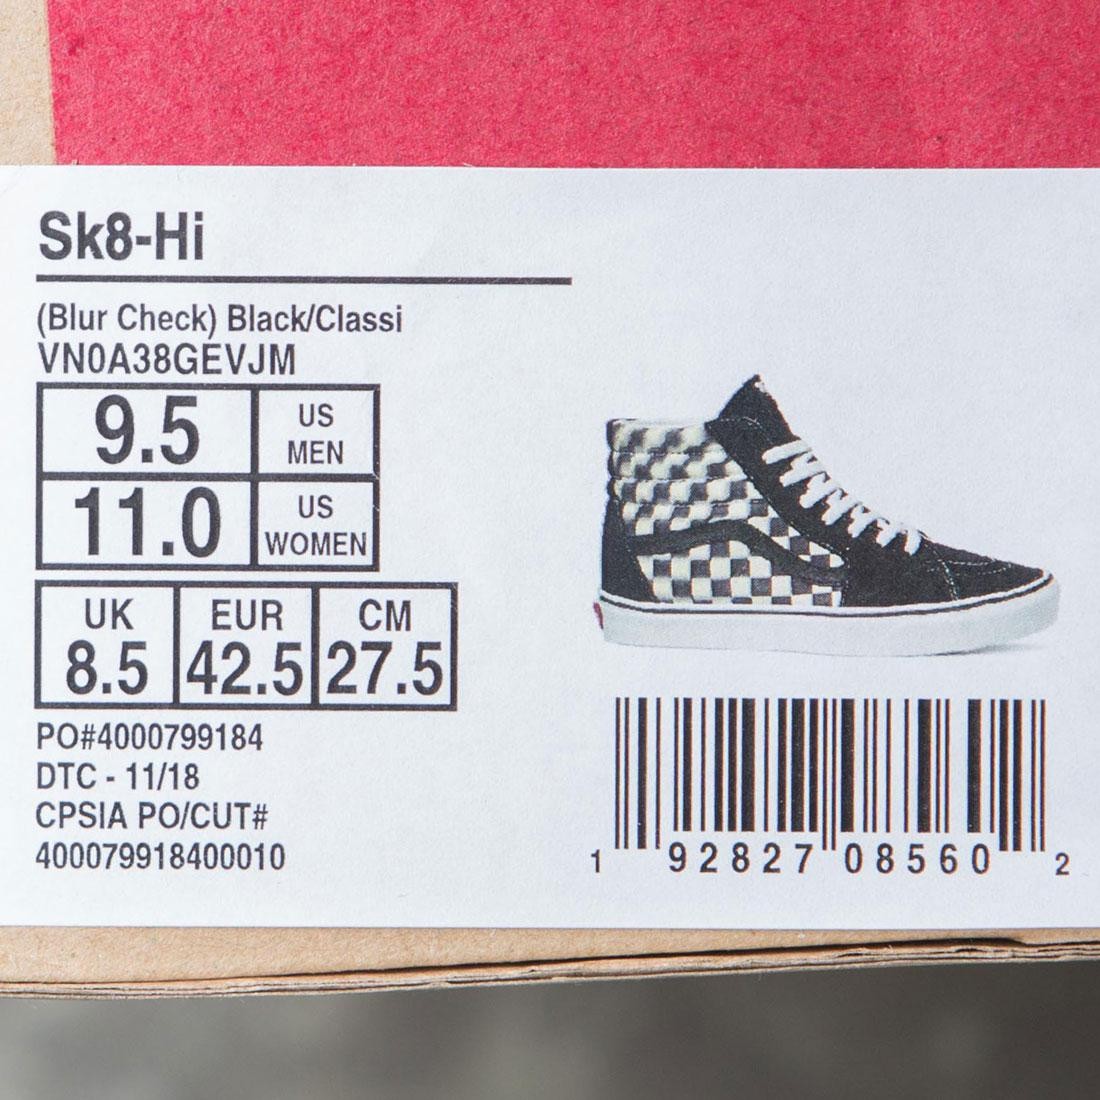 Sk8-Hi
(Blur Check) Black/Classi
VN0A38GEVJM
9.5 US MEN
11.0 US WOMEN
UK EUR CM
8.5 42.5 27.5
PO#4000799184
DTC - 11/18
CPSIA PO/CUT#
400079918400010
1 92827 08560 2